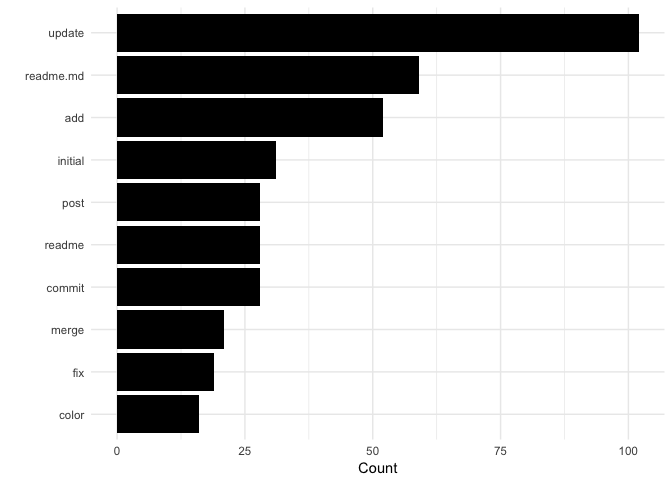 update
readme.md
add
initial
post
readme
commit
merge
fix
color
0 25 50 75 100
Count